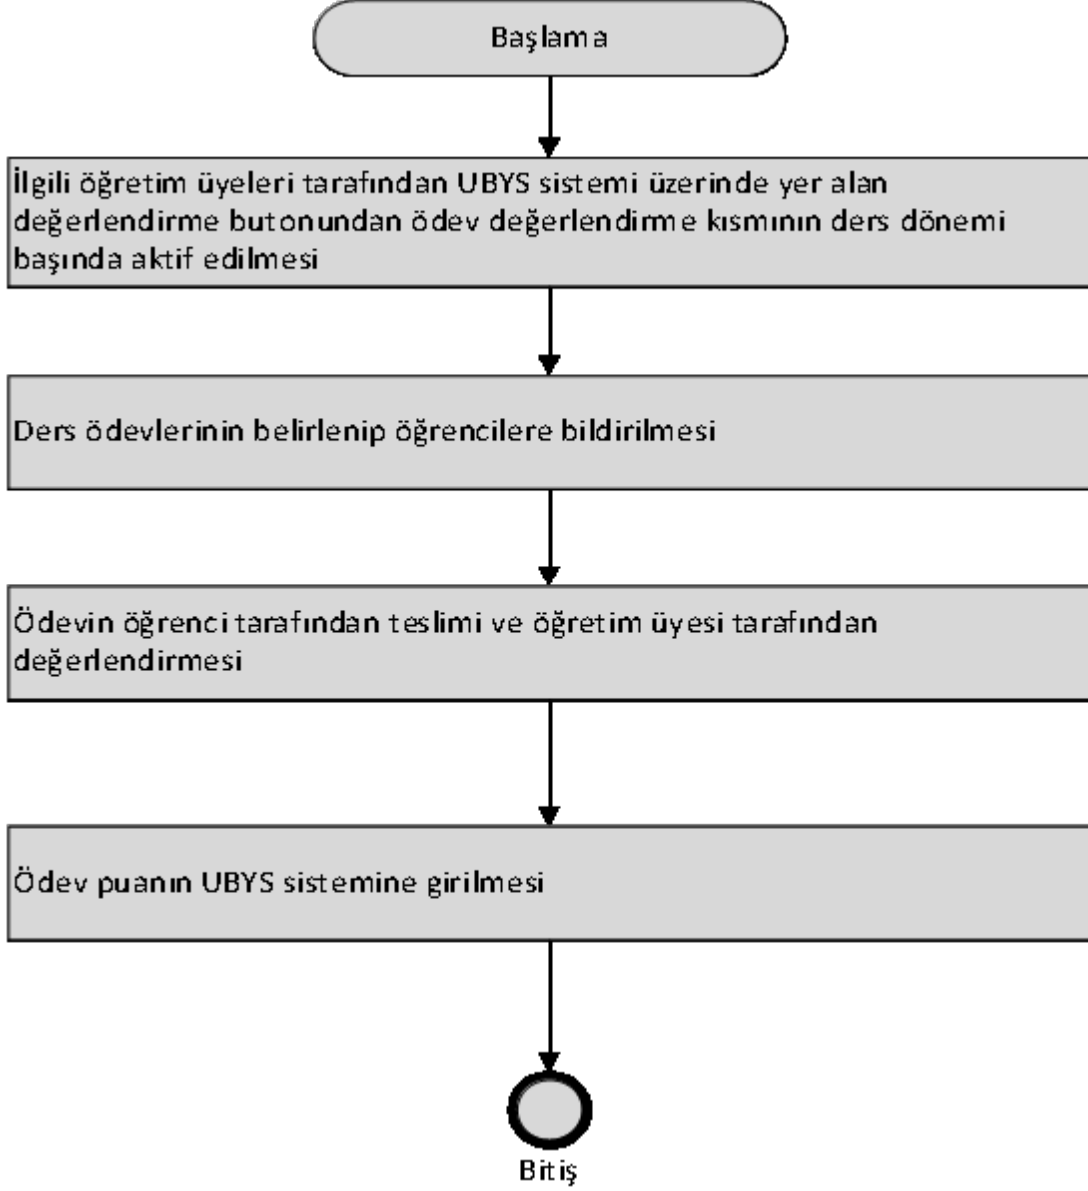 Başlama
İlgili öğretim üyeleri tarafından UBYS sistemi üzerinde yer alan
değerlendirme butonundan ödev değerlendirme kısmının ders dönemi
başında aktif edilmesi
Ders ödevlerinin belirlenip öğrencilere bildirilmesi
Ödevin öğrenci tarafından teslimi ve öğretim üyesi tarafından
değerlendirmesi
Ödev puanın UBYS sistemine girilmesi
Bitiş